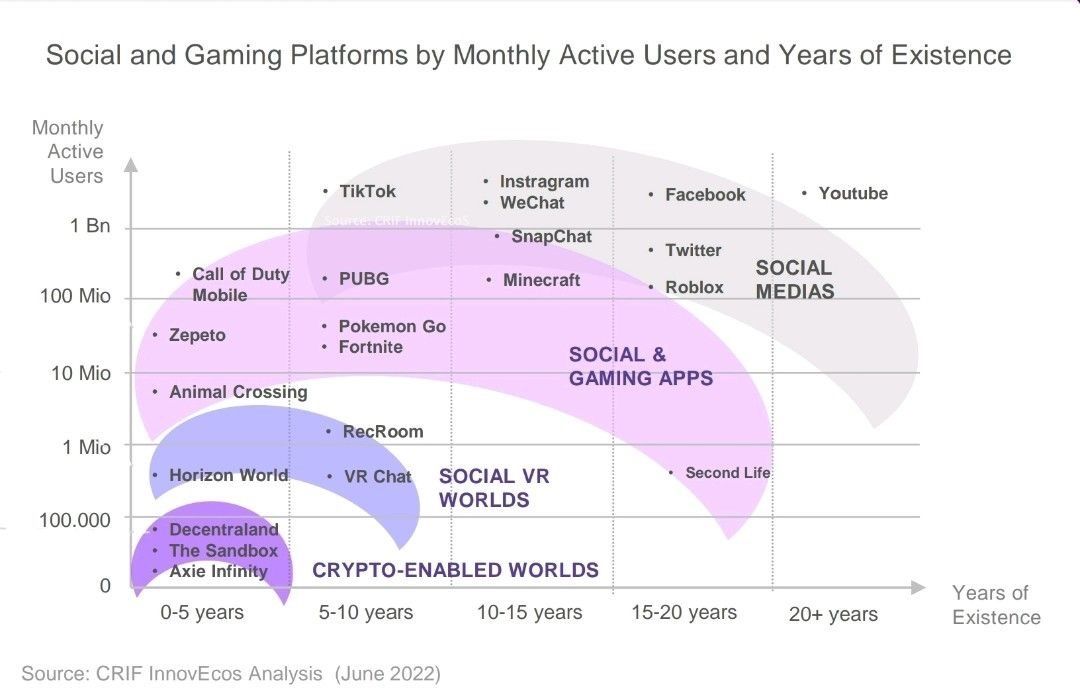 Social and Gaming Platforms by Monthly Active Users and Years of Existence
Monthly
Active
Users
1 Bn
100 Mio
10 Mio
1 Mio
100.000
0
• TikTok
• Instragram
• WeChat
• Facebook
• Youtube
Source: CRIF InnovEcoS
• SnapChat
• Twitter
SOCIAL
MEDIAS
• Call of Duty
Mobile
• PUBG
• Minecraft
• Roblox
• Zepeto
• Pokemon Go
• Fortnite
SOCIAL &
GAMING APPS
• Animal Crossing
• RecRoom
• Horizon World
• VR Chat
SOCIAL VR
WORLDS
• Second Life
• Decentraland
• The Sandbox
• Axie Infinity
CRYPTO-ENABLED WORLDS
0-5 years
5-10 years
10-15 years
15-20 years
20+ years
Years of
Existence
Source: CRIF InnovEcos Analysis (June 2022)